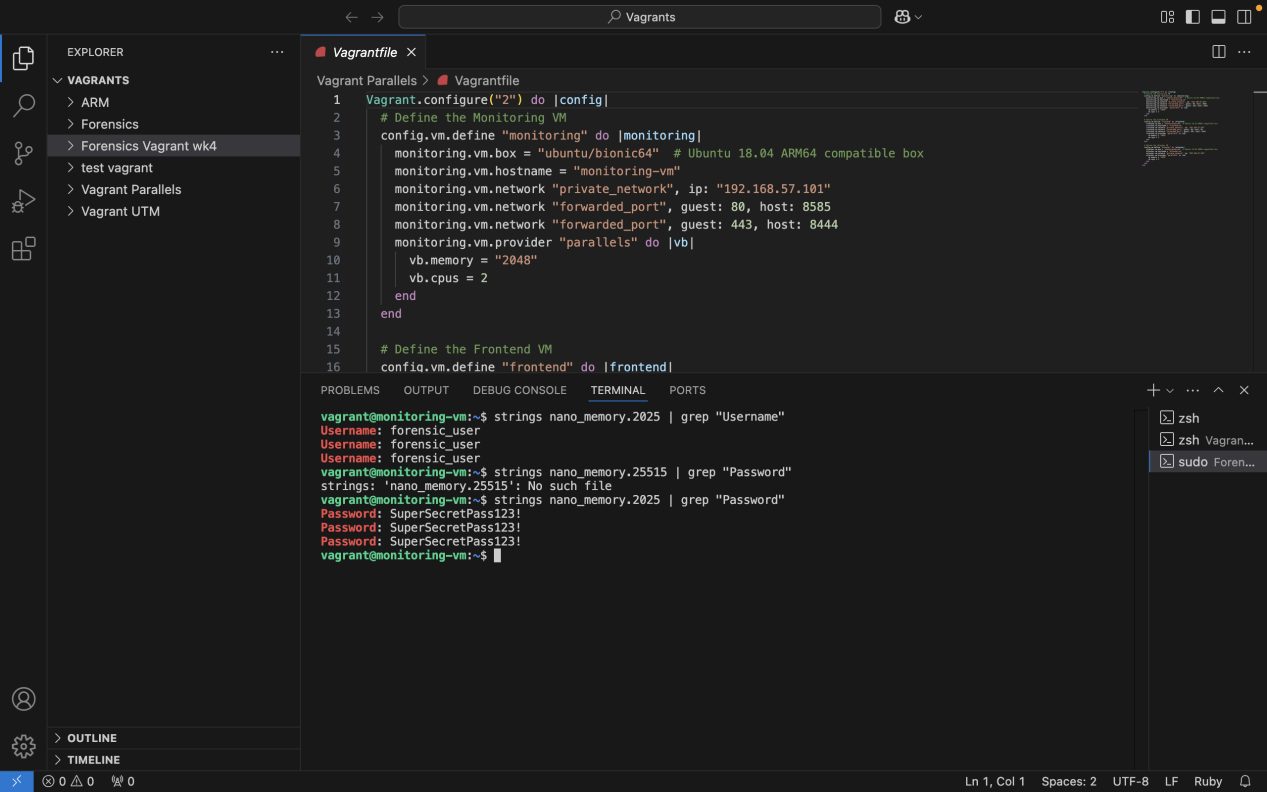 Vagrants
EXPLORER
VAGRANTS
ARM
Forensics
Forensics Vagrant wk4
test vagrant
Vagrant Parallels
Vagrant UTM
OUTLINE
TIMELINE
Vagrantfile
Vagrant Parallels > Vagrantfile
1 Vagrant.configure("2") do |config|
2 # Define the Monitoring VM
3 config.vm.define "monitoring" do |monitoring|
4 monitoring.vm.box = "ubuntu/bionic64"  # Ubuntu 18.04 ARM64 compatible box
5 monitoring.vm.hostname = "monitoring-vm"
6 monitoring.vm.network "private_network", ip: "192.168.57.101"
7 monitoring.vm.network "forwarded_port", guest: 80, host: 8585
8 monitoring.vm.network "forwarded_port", guest: 443, host: 8444
9 monitoring.vm.provider "parallels" do |vb|
10 vb.memory = "2048"
11 vb.cpus = 2
12 end
13 end
14
15 # Define the Frontend VM
16 config.vm.define "frontend" do |frontend|
PROBLEMS OUTPUT DEBUG CONSOLE TERMINAL PORTS
vagrant@monitoring-vm:~$ strings nano_memory.2025 | grep "Username"
Username: forensic_user
Username: forensic_user
Username: forensic_user
vagrant@monitoring-vm:~$ strings nano_memory.25515 | grep "Password"
strings: 'nano_memory.25515': No such file
vagrant@monitoring-vm:~$ strings nano_memory.2025 | grep "Password"
Password: SuperSecretPass123!
Password: SuperSecretPass123!
Password: SuperSecretPass123!
vagrant@monitoring-vm:~$
zsh
zsh Vagran...
sudo Foren...
0 0 0
Ln 1, Col 1 Spaces: 2 UTF-8 LF Ruby